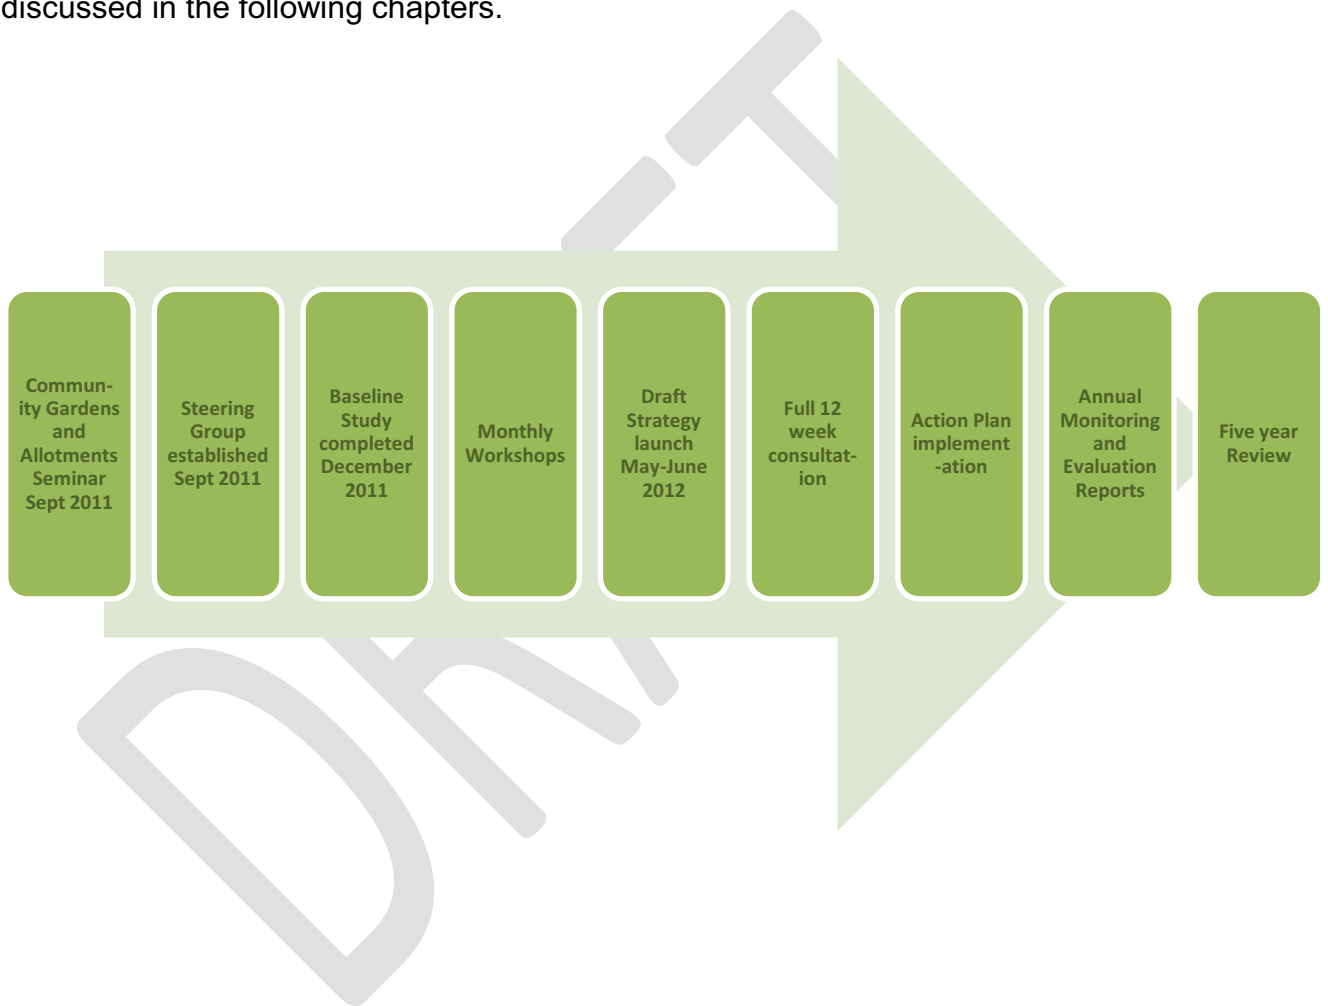 discussed in the following chapters.
Commun-
ity Gardens
and
Allotments
Seminar
Sept 2011
Steering
Group
established
Sept 2011
Baseline
Study
completed
December
2011
Monthly
Workshops
Draft
Strategy
launch
May-June
2012
Full 12
week
consultat-
ion
Action Plan
implement
-ation
Annual
Monitoring
and
Evaluation
Reports
Five year
Review
DRAFT